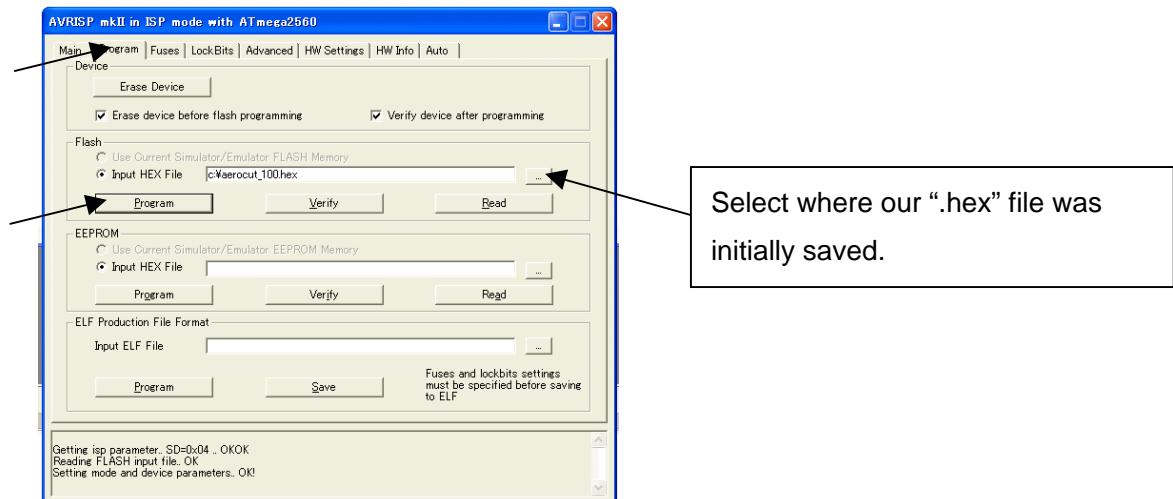 AVRISP mkII in ISP mode with ATmega2560
Main Program Fuses LockBits Advanced HW Settings HW Info Auto
Device
Erase Device
Erase device before flash programming Verify device after programming
Flash
Use Current Simulator/Emulator FLASH Memory
Input HEX File c:¥aerocut_100.hex ...
Program Verify Read
EEPROM
Use Current Simulator/Emulator EEPROM Memory
Input HEX File ...
Program Verify Read
ELF Production File Format
Input ELF File ...
Program Save
Fuses and lockbits settings
must be specified before saving
to ELF
Getting isp parameter.. SD=0x04 .. OKOK
Reading FLASH input file.. OK
Setting mode and device parameters.. OK!
Select where our “.hex” file was
initially saved.